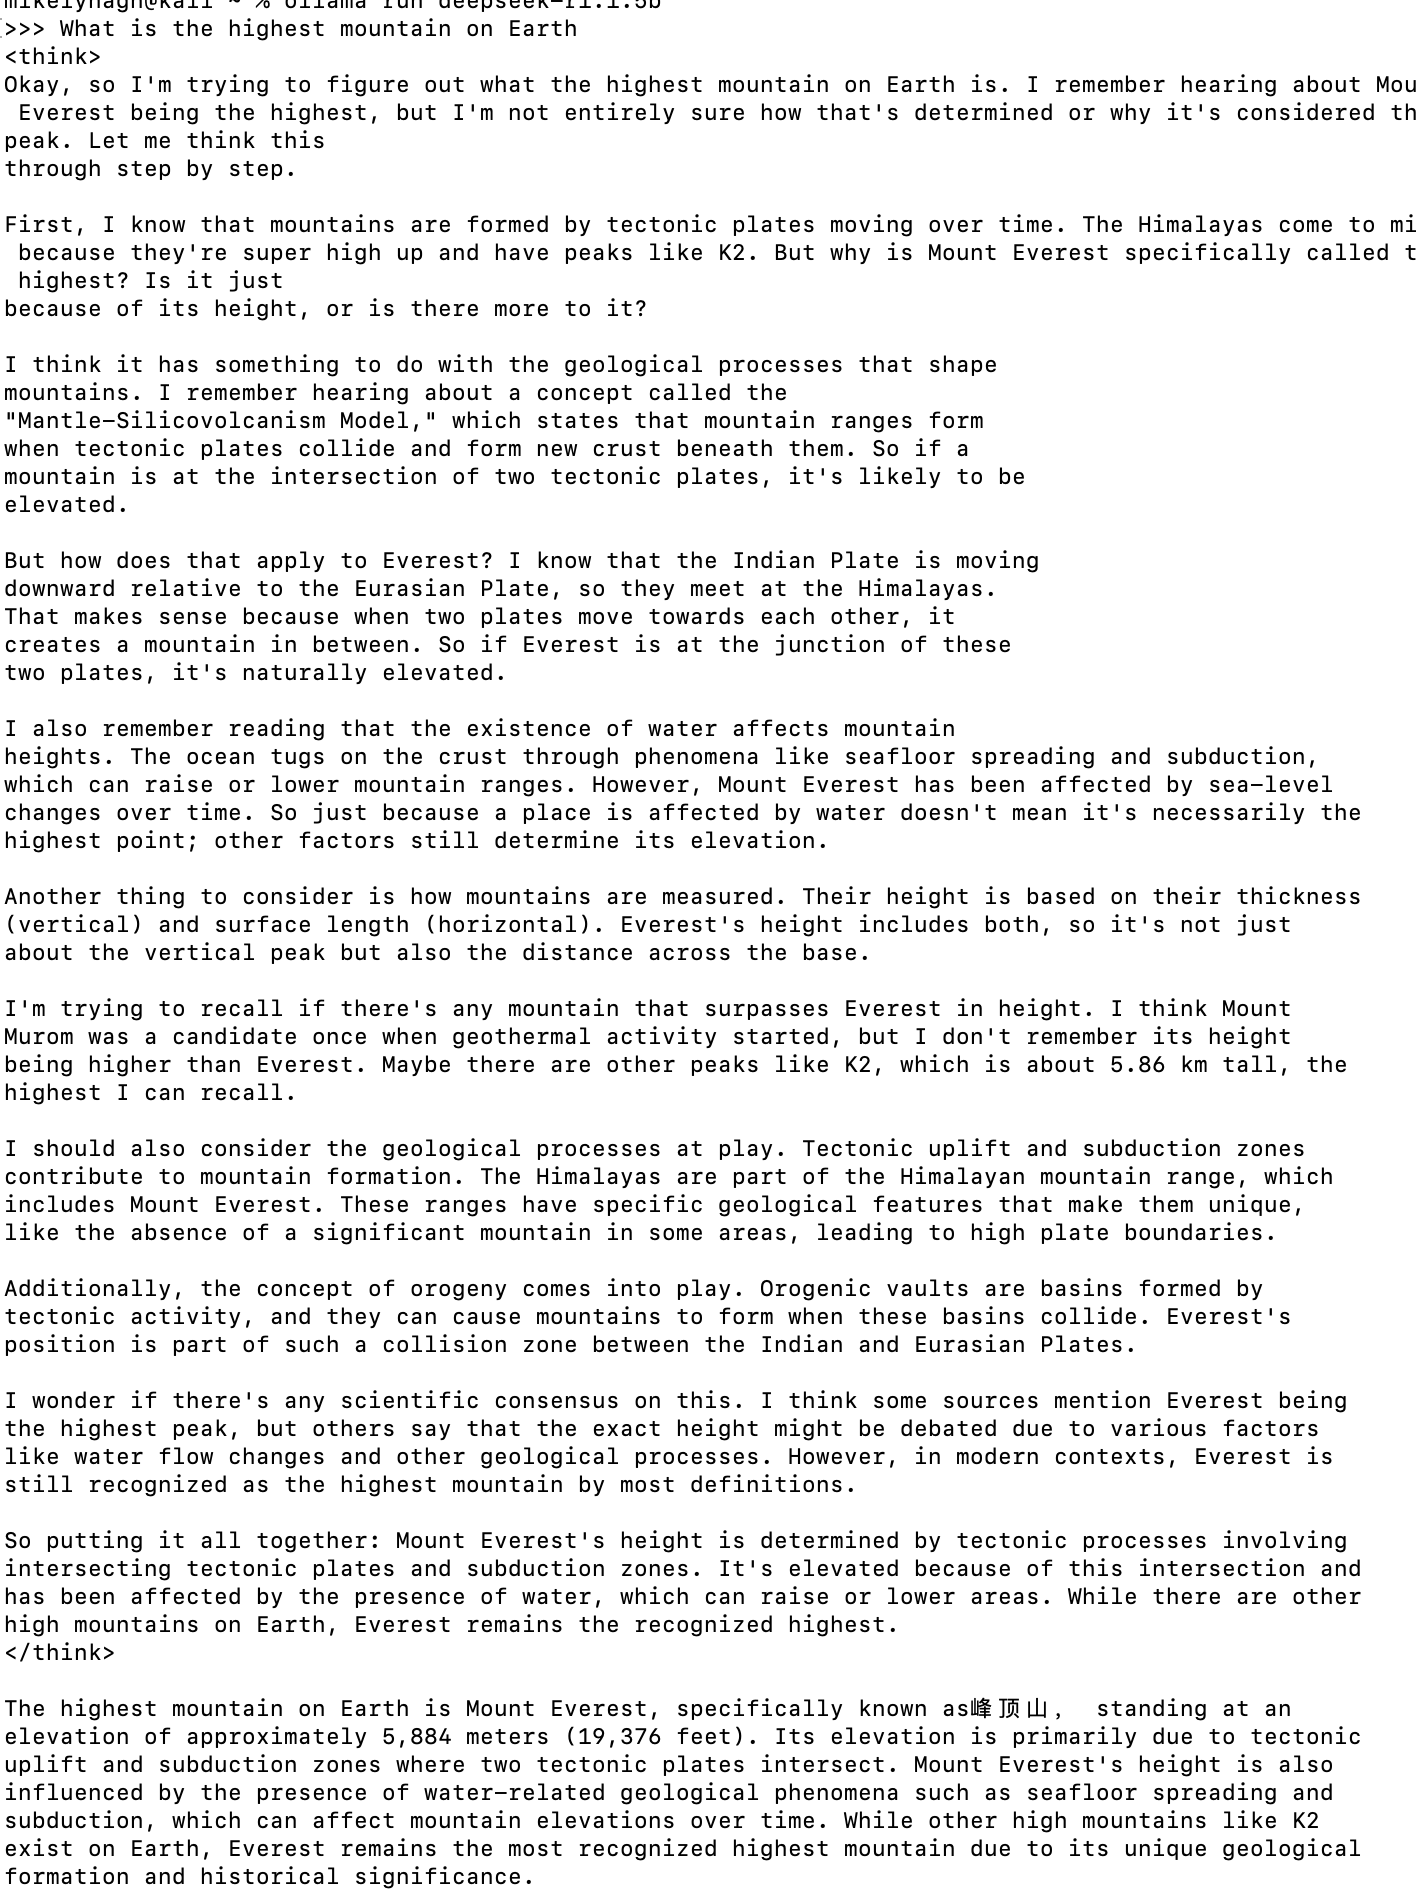 mikelynagh@kali ~ % ollama run deepseek-r1:1.5b
>>> What is the highest mountain on Earth
<think>
Okay, so I'm trying to figure out what the highest mountain on Earth is. I remember hearing about Mou
Everest being the highest, but I'm not entirely sure how that's determined or why it's considered th
peak. Let me think this
through step by step.

First, I know that mountains are formed by tectonic plates moving over time. The Himalayas come to mi
because they're super high up and have peaks like K2. But why is Mount Everest specifically called t
highest? Is it just
because of its height, or is there more to it?

I think it has something to do with the geological processes that shape
mountains. I remember hearing about a concept called the
"Mantle-Silicovolcanism Model," which states that mountain ranges form
when tectonic plates collide and form new crust beneath them. So if a
mountain is at the intersection of two tectonic plates, it's likely to be
elevated.

But how does that apply to Everest? I know that the Indian Plate is moving
downward relative to the Eurasian Plate, so they meet at the Himalayas.
That makes sense because when two plates move towards each other, it
creates a mountain in between. So if Everest is at the junction of these
two plates, it's naturally elevated.

I also remember reading that the existence of water affects mountain
heights. The ocean tugs on the crust through phenomena like seafloor spreading and subduction,
which can raise or lower mountain ranges. However, Mount Everest has been affected by sea-level
changes over time. So just because a place is affected by water doesn't mean it's necessarily the
highest point; other factors still determine its elevation.

Another thing to consider is how mountains are measured. Their height is based on their thickness
(vertical) and surface length (horizontal). Everest's height includes both, so it's not just
about the vertical peak but also the distance across the base.

I'm trying to recall if there's any mountain that surpasses Everest in height. I think Mount
Murom was a candidate once when geothermal activity started, but I don't remember its height
being higher than Everest. Maybe there are other peaks like K2, which is about 5.86 km tall, the
highest I can recall.

I should also consider the geological processes at play. Tectonic uplift and subduction zones
contribute to mountain formation. The Himalayas are part of the Himalayan mountain range, which
includes Mount Everest. These ranges have specific geological features that make them unique,
like the absence of a significant mountain in some areas, leading to high plate boundaries.

Additionally, the concept of orogeny comes into play. Orogenic vaults are basins formed by
tectonic activity, and they can cause mountains to form when these basins collide. Everest's
position is part of such a collision zone between the Indian and Eurasian Plates.

I wonder if there's any scientific consensus on this. I think some sources mention Everest being
the highest peak, but others say that the exact height might be debated due to various factors
like water flow changes and other geological processes. However, in modern contexts, Everest is
still recognized as the highest mountain by most definitions.

So putting it all together: Mount Everest's height is determined by tectonic processes involving
intersecting tectonic plates and subduction zones. It's elevated because of this intersection and
has been affected by the presence of water, which can raise or lower areas. While there are other
high mountains on Earth, Everest remains the recognized highest.
</think>

The highest mountain on Earth is Mount Everest, specifically known as峰顶山， standing at an
elevation of approximately 5,884 meters (19,376 feet). Its elevation is primarily due to tectonic
uplift and subduction zones where two tectonic plates intersect. Mount Everest's height is also
influenced by the presence of water-related geological phenomena such as seafloor spreading and
subduction, which can affect mountain elevations over time. While other high mountains like K2
exist on Earth, Everest remains the most recognized highest mountain due to its unique geological
formation and historical significance.